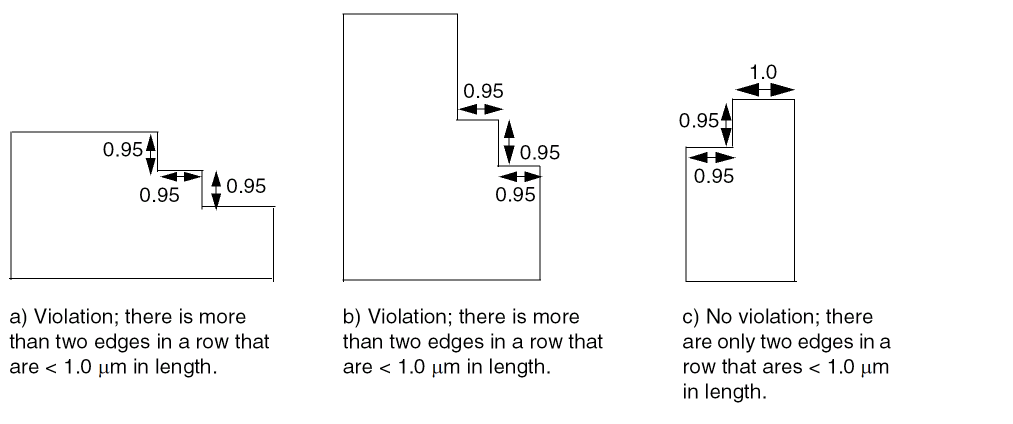 0.95
0.95
0.95
a) Violation; there is more
than two edges in a row that
are < 1.0 μm in length.
0.95
0.95
0.95
b) Violation; there is more
than two edges in a row that
are < 1.0 μm in length.
1.0
0.95
0.95
c) No violation; there
are only two edges in a
row that ares < 1.0 μm
in length.